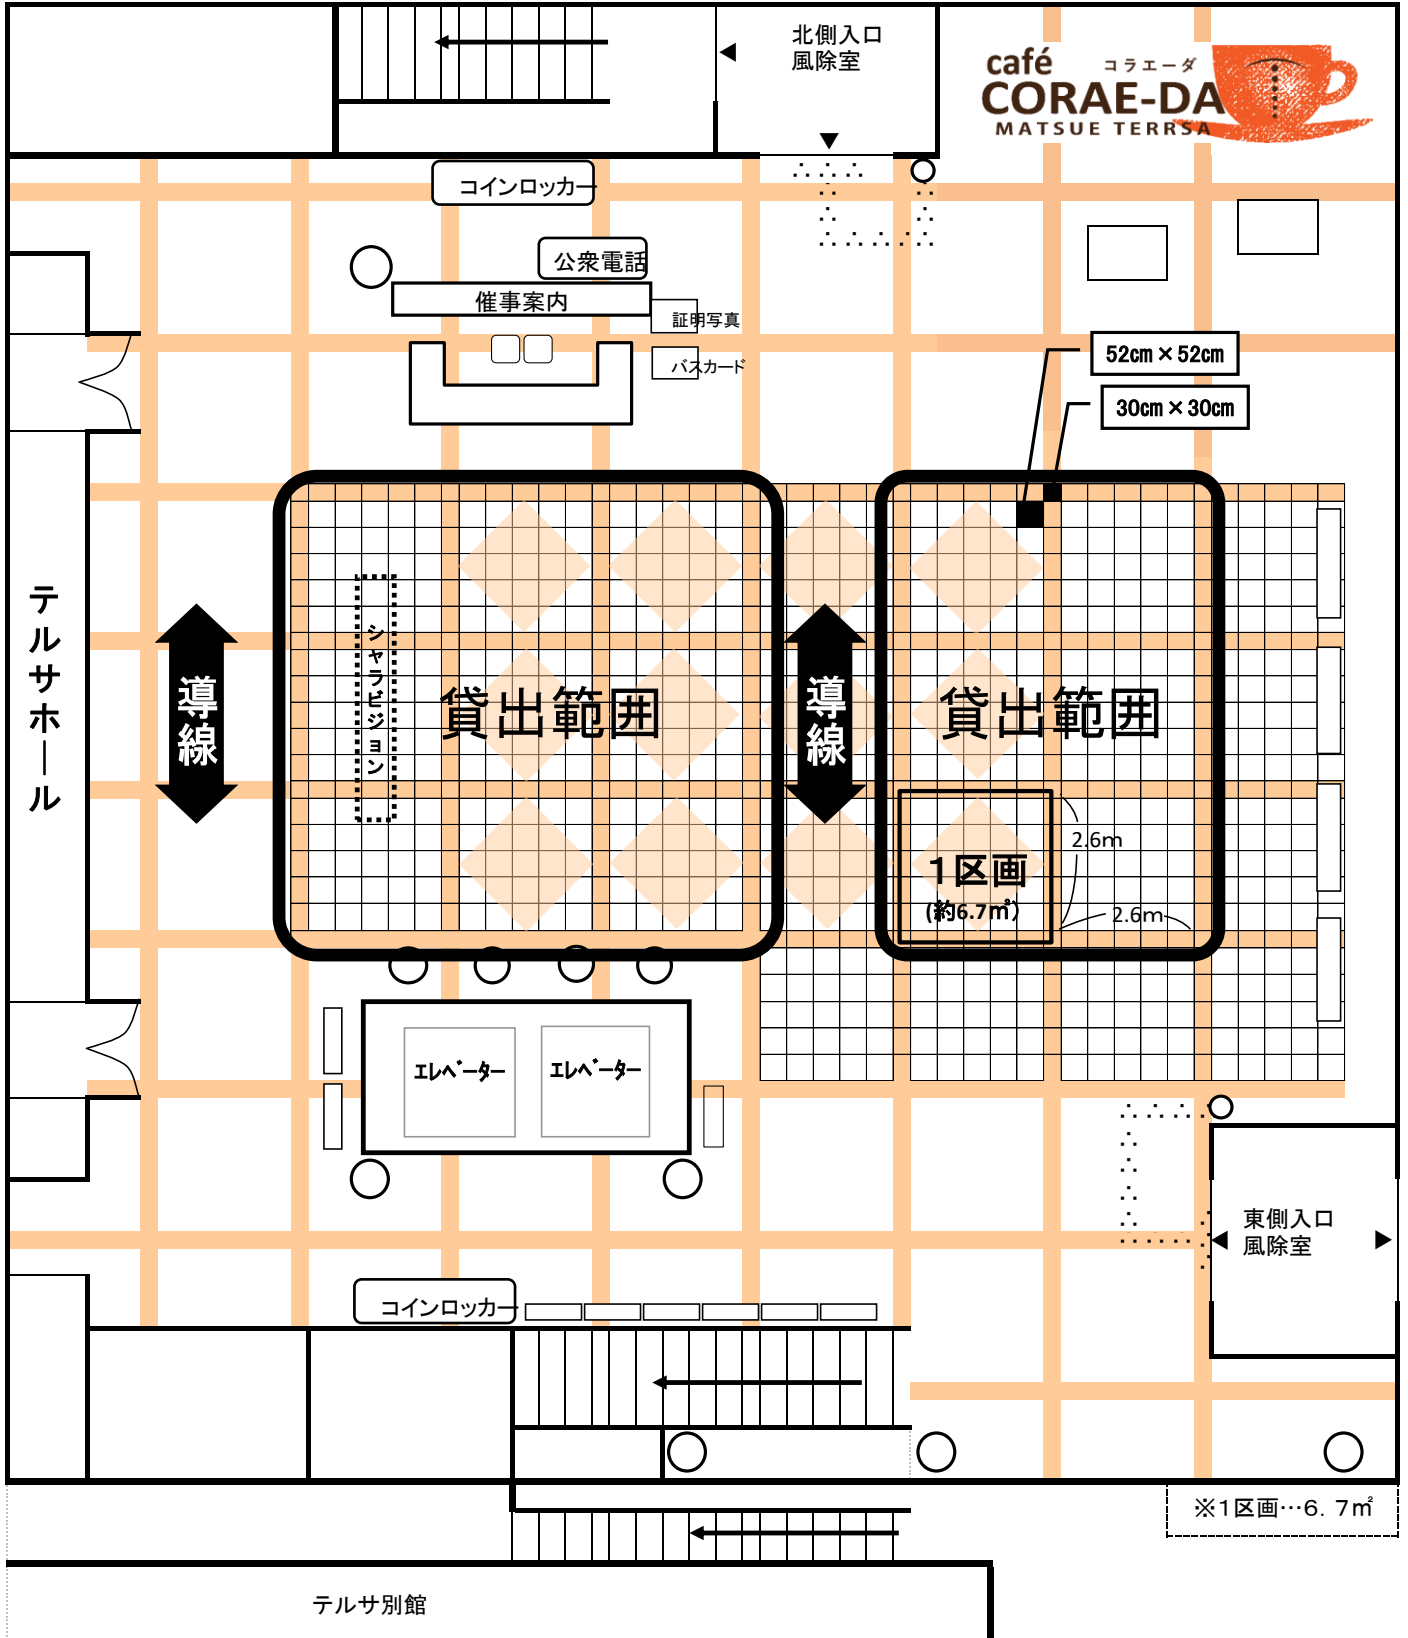 北側入口
風除室
café コラエーダ
CORAE-DA
MATSUE TERRSA
コインロッカー
公衆電話
催事案内
証明写真
バスカード
52cm×52cm
30cm×30cm
テルサホール
導線
シャラビジョン
貸出範囲
導線
貸出範囲
2.6m
1区画
(約6.7㎡)
2.6m
エレベーター
エレベーター
東側入口
風除室
コインロッカー
※1区画…6.7㎡
テルサ別館